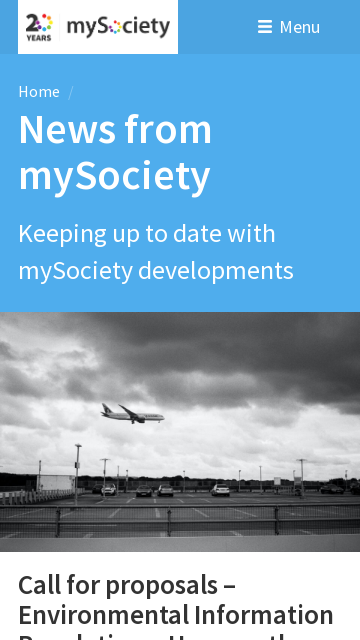 20 YEARS mySociety
Menu
Home /
News from
mySociety
Keeping up to date with
mySociety developments
Call for proposals –
Environmental Information